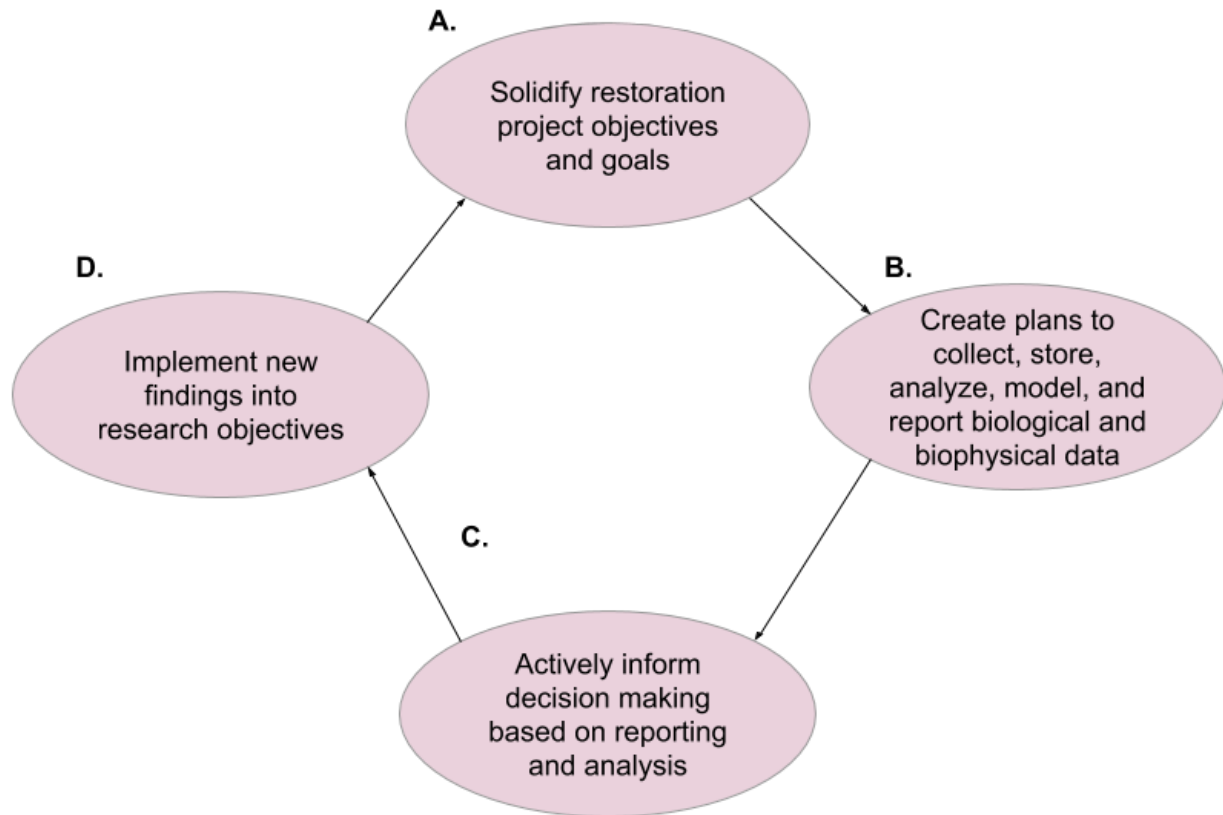 A.
Solidify restoration
project objectives
and goals
B.
Create plans to
collect, store,
analyze, model, and
report biological and
biophysical data
C.
Actively inform
decision making
based on reporting
and analysis
D.
Implement new
findings into
research objectives